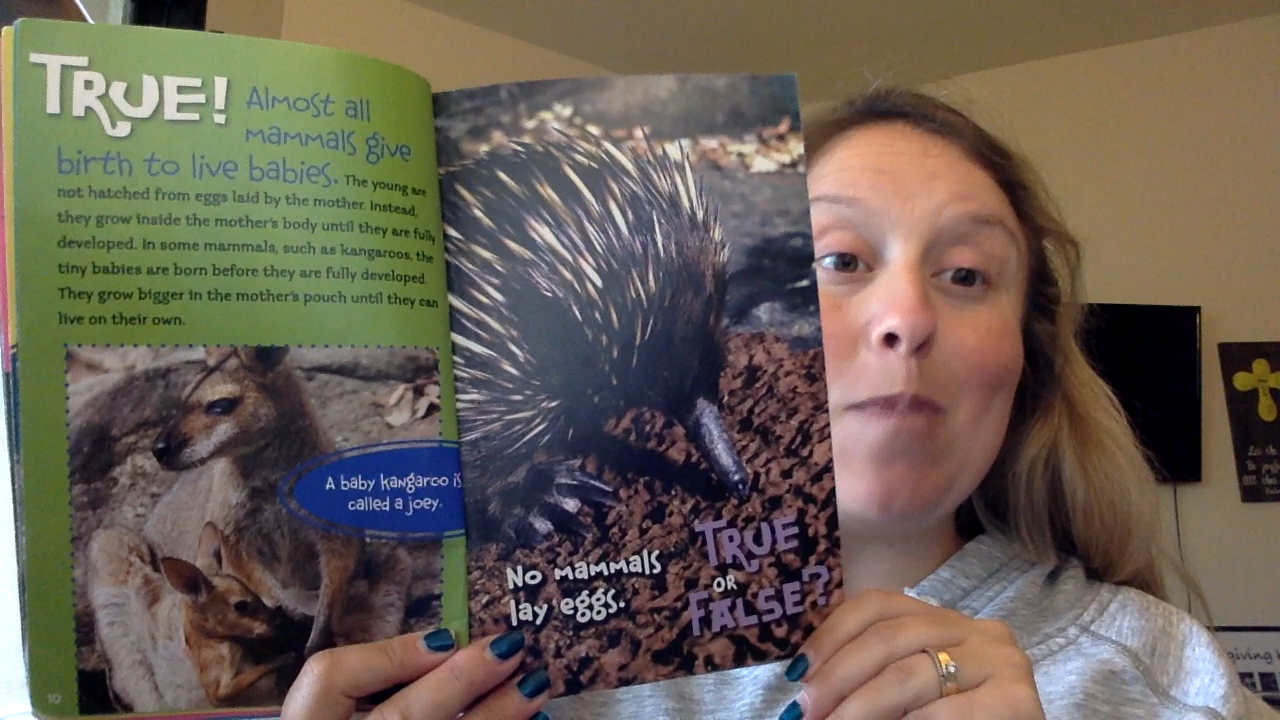 TRUE! Almost all
mammals give
birth to live babies. The young are
not hatched from eggs laid by the mother. Instead,
they grow inside the mother's body until they are fully
developed. In some mammals, such as kangaroos, the
tiny babies are born before they are fully developed.
They grow bigger in the mother's pouch until they can
live on their own.
A baby kangaroo is
called a joey.
10
No mammals
lay eggs.
TRUE
OR
FALSE?
giving